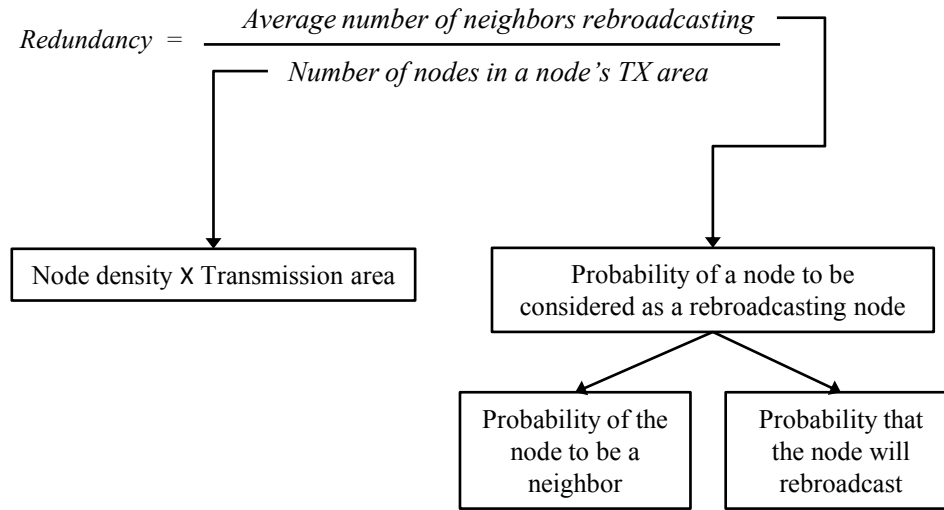 Average number of neighbors rebroadcasting
Redundancy =
Number of nodes in a node’s TX area
Node density X Transmission area
Probability of a node to be
considered as a rebroadcasting node
Probability of the
node to be a
neighbor
Probability that
the node will
rebroadcast